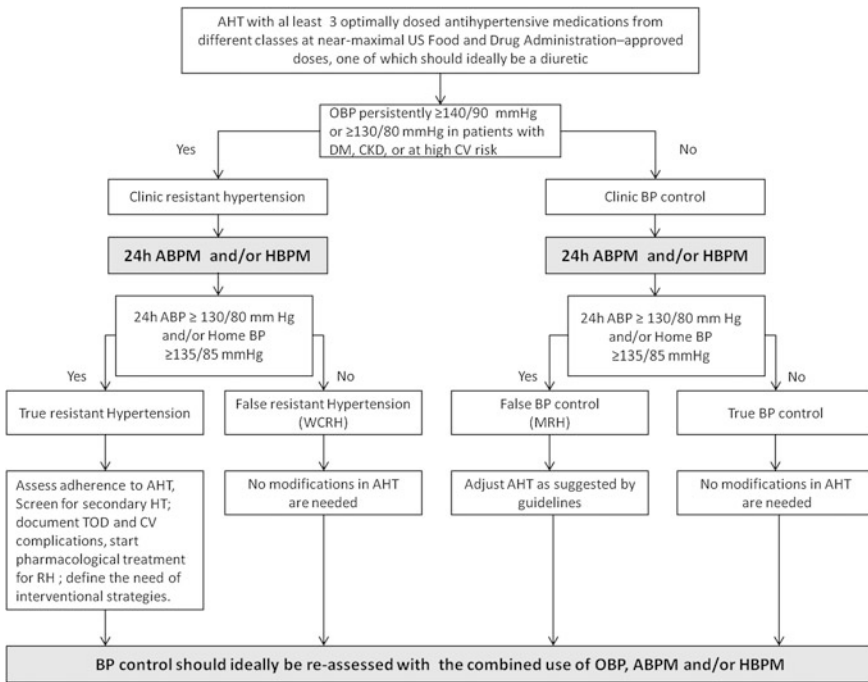 AHT with al least 3 optimally dosed antihypertensive medications from
different classes at near-maximal US Food and Drug Administration–approved
doses, one of which should ideally be a diuretic
OBP persistently ≥140/90 mmHg
or ≥130/80 mmHg in patients with
DM, CKD, or at high CV risk
Yes
No
Clinic resistant hypertension
Clinic BP control
24h ABPM and/or HBPM
24h ABPM and/or HBPM
24h ABP ≥ 130/80 mm Hg
and/or Home BP
≥135/85 mmHg
24h ABP ≥ 130/80 mm Hg
and/or Home BP
≥135/85 mmHg
Yes
No
Yes
No
True resistant Hypertension
False resistant Hypertension
(WCRH)
False BP control
(MRH)
True BP control
Assess adherence to AHT,
Screen for secondary HT;
document TOD and CV
complications, start
pharmacological treatment
for RH ; define the need of
interventional strategies.
No modifications in AHT
are needed
Adjust AHT as suggested by
guidelines
No modifications in AHT
are needed
BP control should ideally be re-assessed with the combined use of OBP, ABPM and/or HBPM